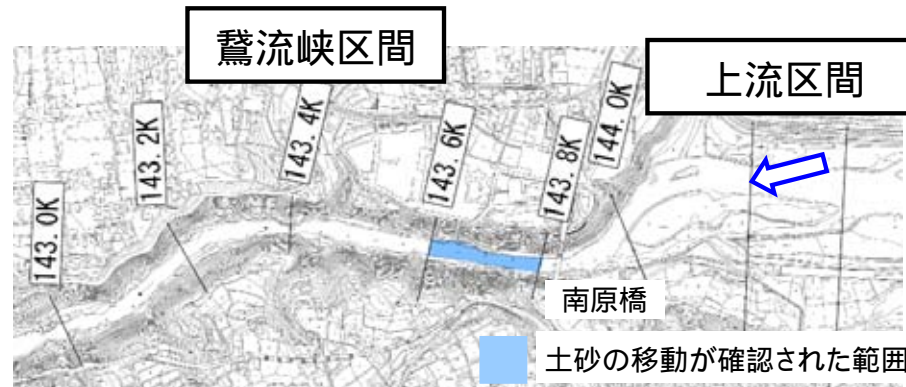 鵞流峡区間
上流区間
143.0K
143.2K
143.4K
143.6K
143.8K
144.0K
南原橋
土砂の移動が確認された範囲